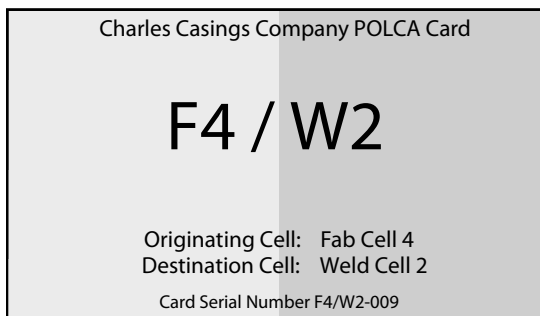 Charles Casings Company POLCA Card
F4 / W2
Originating Cell: Fab Cell 4
Destination Cell: Weld Cell 2
Card Serial Number F4/W2-009